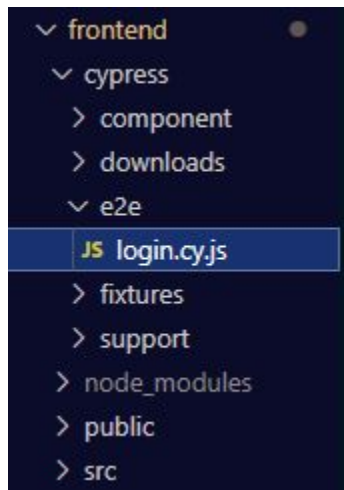 frontend
cypress
component
downloads
e2e
JS login.cy.js
fixtures
support
node_modules
public
src